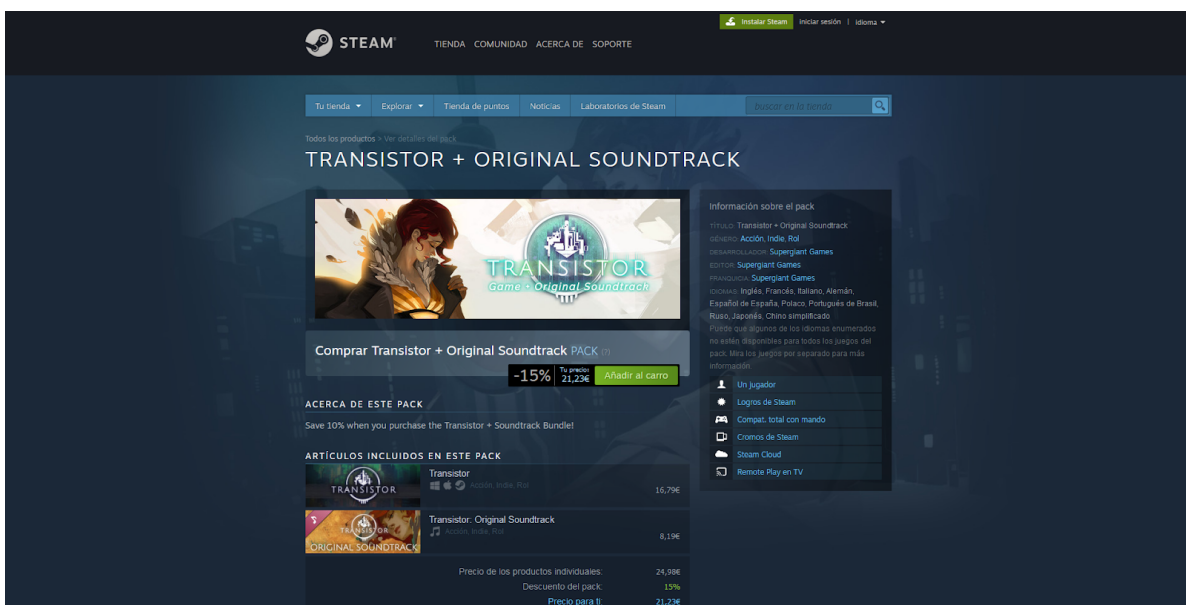 Instalar Steam Iniciar sesión | idioma
STEAM®
TIENDA COMUNIDAD ACERCA DE SOPORTE
Tu tienda Explorar Tienda de puntos Noticias Laboratorios de Steam buscar en la tienda
Todos los productos > Ver detalles del pack
TRANSISTOR + ORIGINAL SOUNDTRACK
TRANSISTOR
Game + Original Soundtrack
Comprar Transistor + Original Soundtrack PACK (?)
-15% Tu precio: 21,23€ Añadir al carro
ACERCA DE ESTE PACK
Save 10% when you purchase the Transistor + Soundtrack Bundle!
ARTÍCULOS INCLUIDOS EN ESTE PACK
TRANSISTOR
Transistor
Acción, Indie, Rol
16,79€
TRANSISTOR
ORIGINAL SOUNDTRACK
Transistor: Original Soundtrack
Acción, Indie, Rol
8,19€
Precio de los productos individuales: 24,98€
Descuento del pack: 15%
Precio para ti: 21,23€
Información sobre el pack
TÍTULO: Transistor + Original Soundtrack
GÉNERO: Acción, Indie, Rol
DESARROLLADOR: Supergiant Games
EDITOR: Supergiant Games
FRANQUICIA: Supergiant Games
IDIOMAS: Inglés, Francés, Italiano, Alemán,
Español de España, Polaco, Portugués de Brasil,
Ruso, Japonés, Chino simplificado
Puede que algunos de los idiomas enumerados
no estén disponibles para todos los juegos del
pack. Mira los juegos por separado para más
información.
Un jugador
Logros de Steam
Compat. total con mando
Cromos de Steam
Steam Cloud
Remote Play en TV